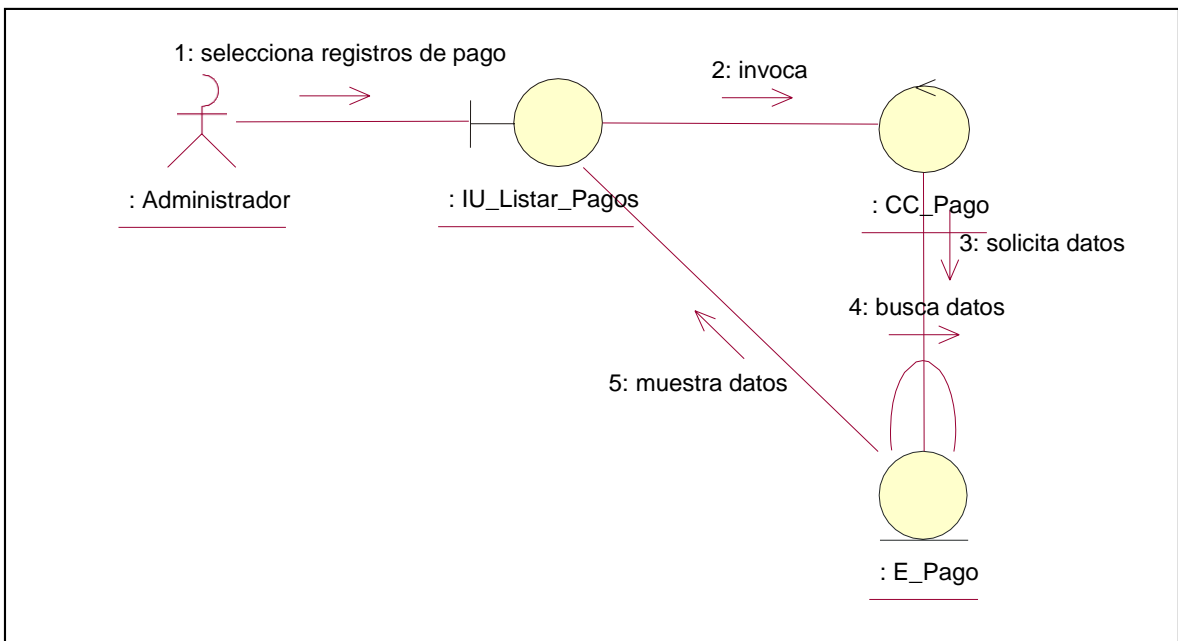 1: selecciona registros de pago
2: invoca
: Administrador
: IU_Listar_Pagos
: CC_Pago
3: solicita datos
4: busca datos
5: muestra datos
: E_Pago